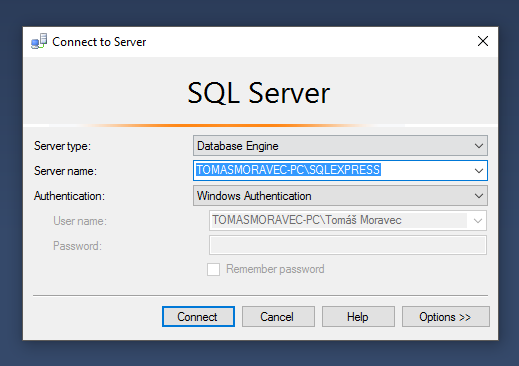 Connect to Server
SQL Server
Server type: Database Engine
Server name: TOMASMORAVEC-PC\SQLEXPRESS
Authentication: Windows Authentication
User name: TOMASMORAVEC-PC\Tomáš Moravec
Password:
Remember password
Connect Cancel Help Options >>